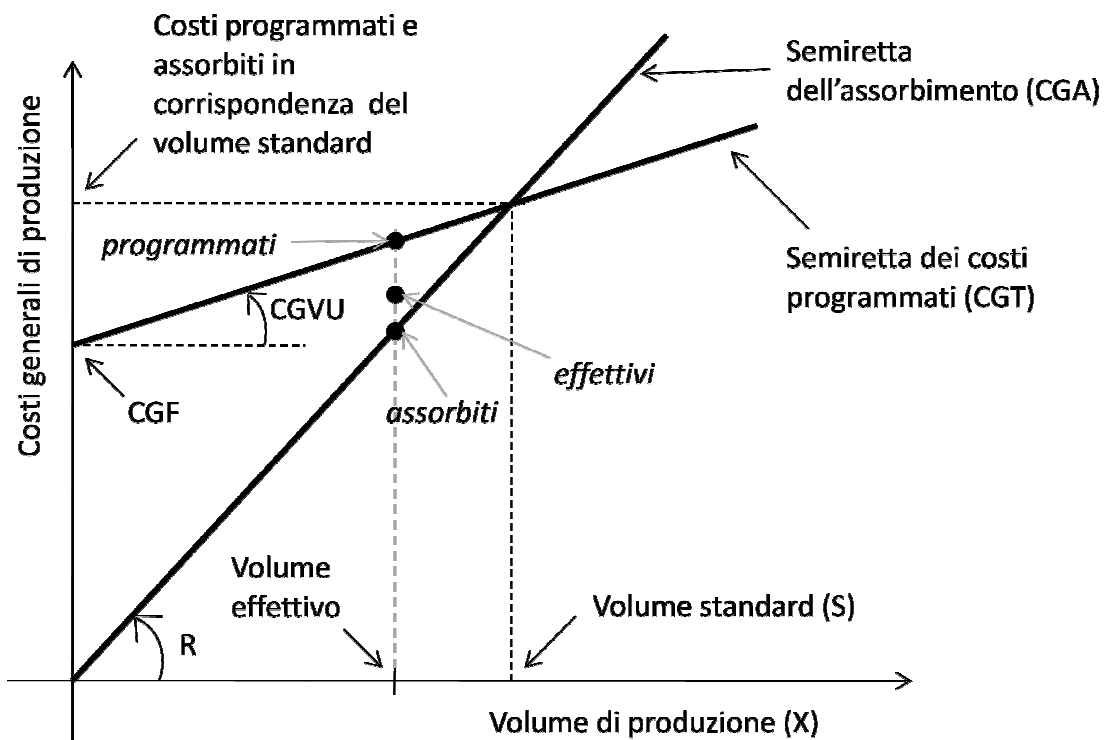 Costi programmati e
assorbiti in
corrispondenza del
volume standard
Semiretta
dell'assorbimento (CGA)
Costi generali di produzione
programmati
CGVU
Semiretta dei costi
programmati (CGT)
effettivi
CGF
assorbiti
Volume
effettivo
Volume standard (S)
R
Volume di produzione (X)